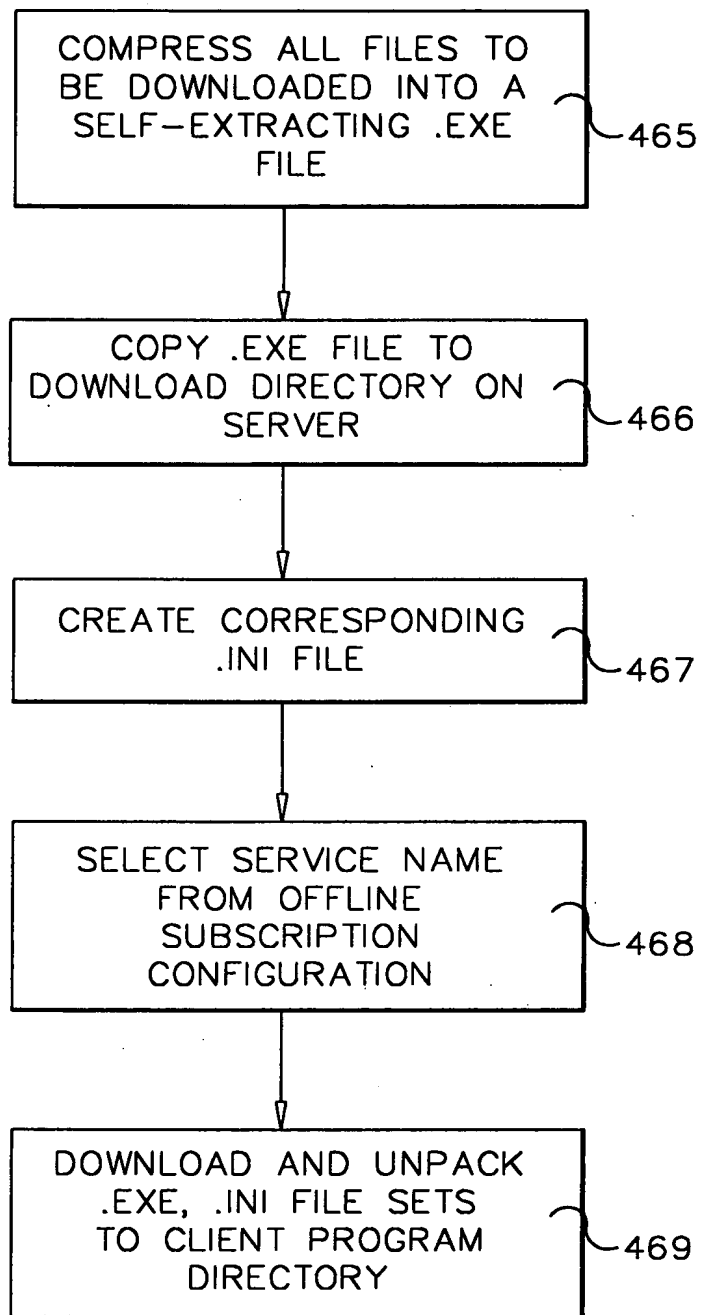 COMPRESS ALL FILES TO
BE DOWNLOADED INTO A
SELF-EXTRACTING .EXE
FILE
465
COPY .EXE FILE TO
DOWNLOAD DIRECTORY ON
SERVER
466
CREATE CORRESPONDING
.INI FILE
467
SELECT SERVICE NAME
FROM OFFLINE
SUBSCRIPTION
CONFIGURATION
468
DOWNLOAD AND UNPACK
.EXE, .INI FILE SETS
TO CLIENT PROGRAM
DIRECTORY
469